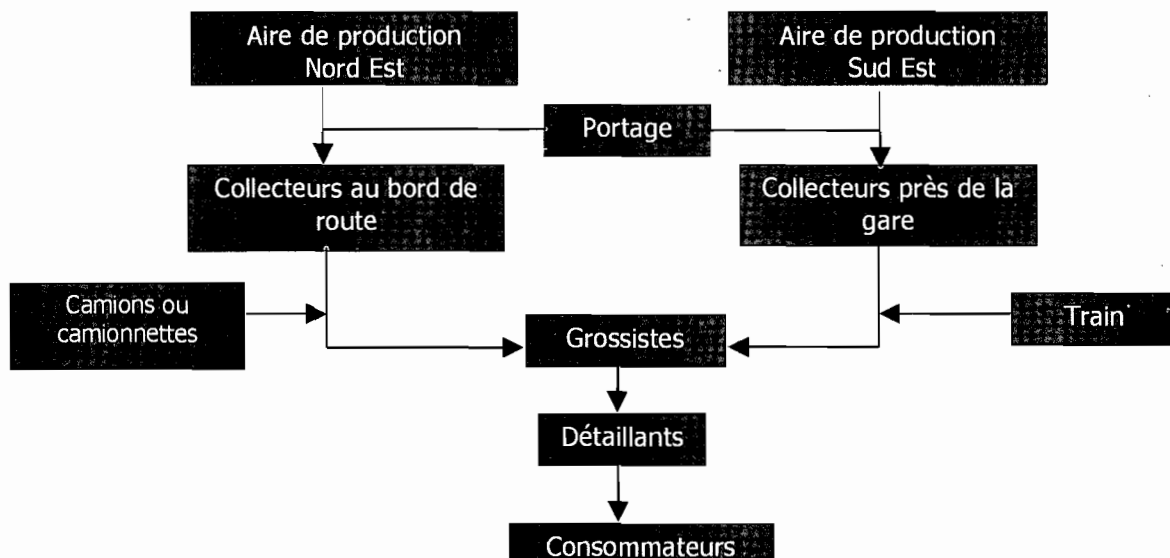 Aire de production
Nord Est
Aire de production
Sud Est
Portage
Collecteurs au bord de
route
Collecteurs près de la
gare
Camions ou
camionnettes
Grossistes
Train
Détaillants
Consommateurs